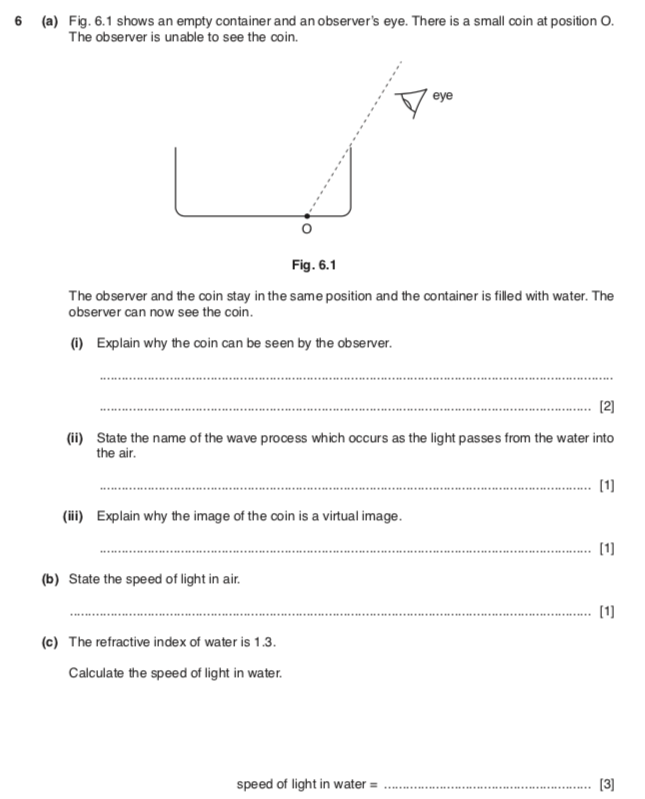 6 (a) Fig. 6.1 shows an empty container and an observer's eye. There is a small coin at position O.
The observer is unable to see the coin.
eye
O
Fig. 6.1
The observer and the coin stay in the same position and the container is filled with water. The
observer can now see the coin.
(i) Explain why the coin can be seen by the observer.
[2]
(ii) State the name of the wave process which occurs as the light passes from the water into
the air.
[1]
(iii) Explain why the image of the coin is a virtual image.
[1]
(b) State the speed of light in air.
[1]
(c) The refractive index of water is 1.3.
Calculate the speed of light in water.
speed of light in water = [3]